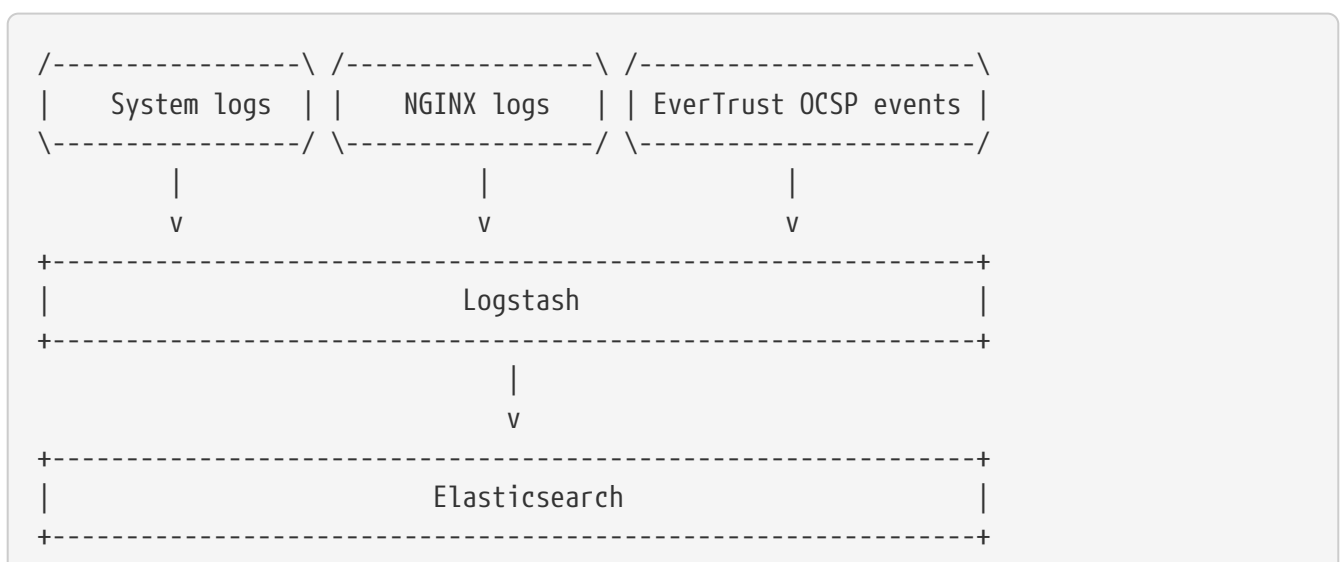 /-----------------\ /-----------------\ /-----------------------\
|    System logs  | |    NGINX logs   | | EverTrust OCSP events |
\-----------------/ \-----------------/ \-----------------------/
         |                    |                    |
         v                    v                    v
+---------------------------------------------------------------+
|                            Logstash                           |
+---------------------------------------------------------------+
                                |
                                v
+---------------------------------------------------------------+
|                          Elasticsearch                        |
+---------------------------------------------------------------+